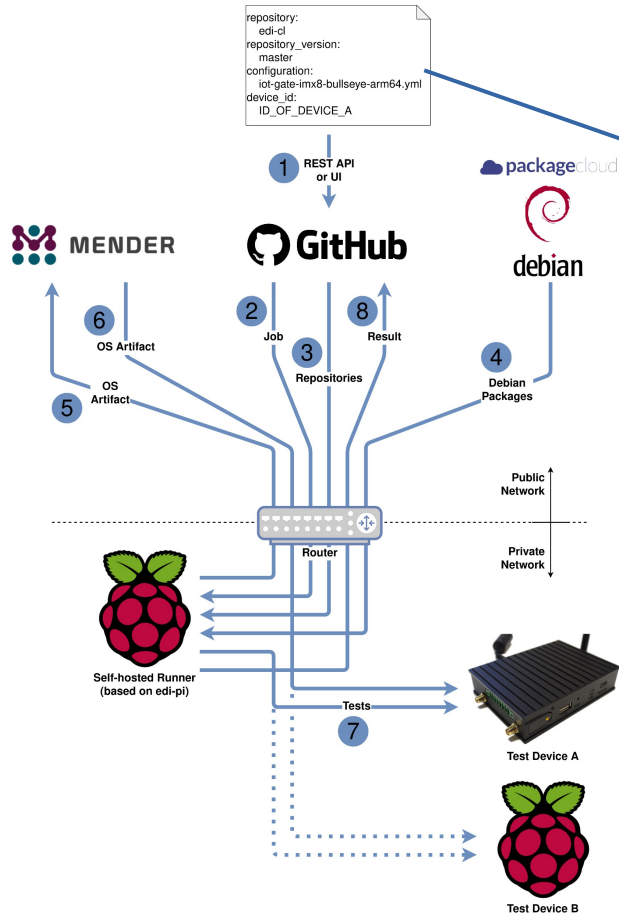 repository:
edi-cl
repository_version:
master
configuration:
iot-gate-imx8-bullseye-arm64.yml
device_id:
ID_OF_DEVICE_A
1
REST API
or UI
packagecloud
MENDER
GitHub
debian
6
OS Artifact
2
Job
3
Repositories
8
Result
4
Debian
Packages
OS
Artifact
5
Public
Network
Router
Private
Network
Self-hosted Runner
(based on edi-pi)
Tests
7
Test Device A
Test Device B